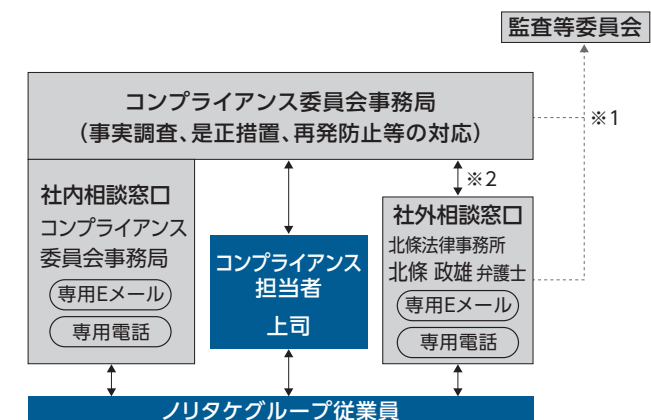 監査等委員会
コンプライアンス委員会事務局
（事実調査、是正措置、再発防止等の対応）
※1
※2
社内相談窓口
コンプライアンス
委員会事務局
専用Eメール
専用電話
コンプライアンス
担当者
上司
社外相談窓口
北條法律事務所
北條 政雄 弁護士
専用Eメール
専用電話
ノリタケグループ従業員